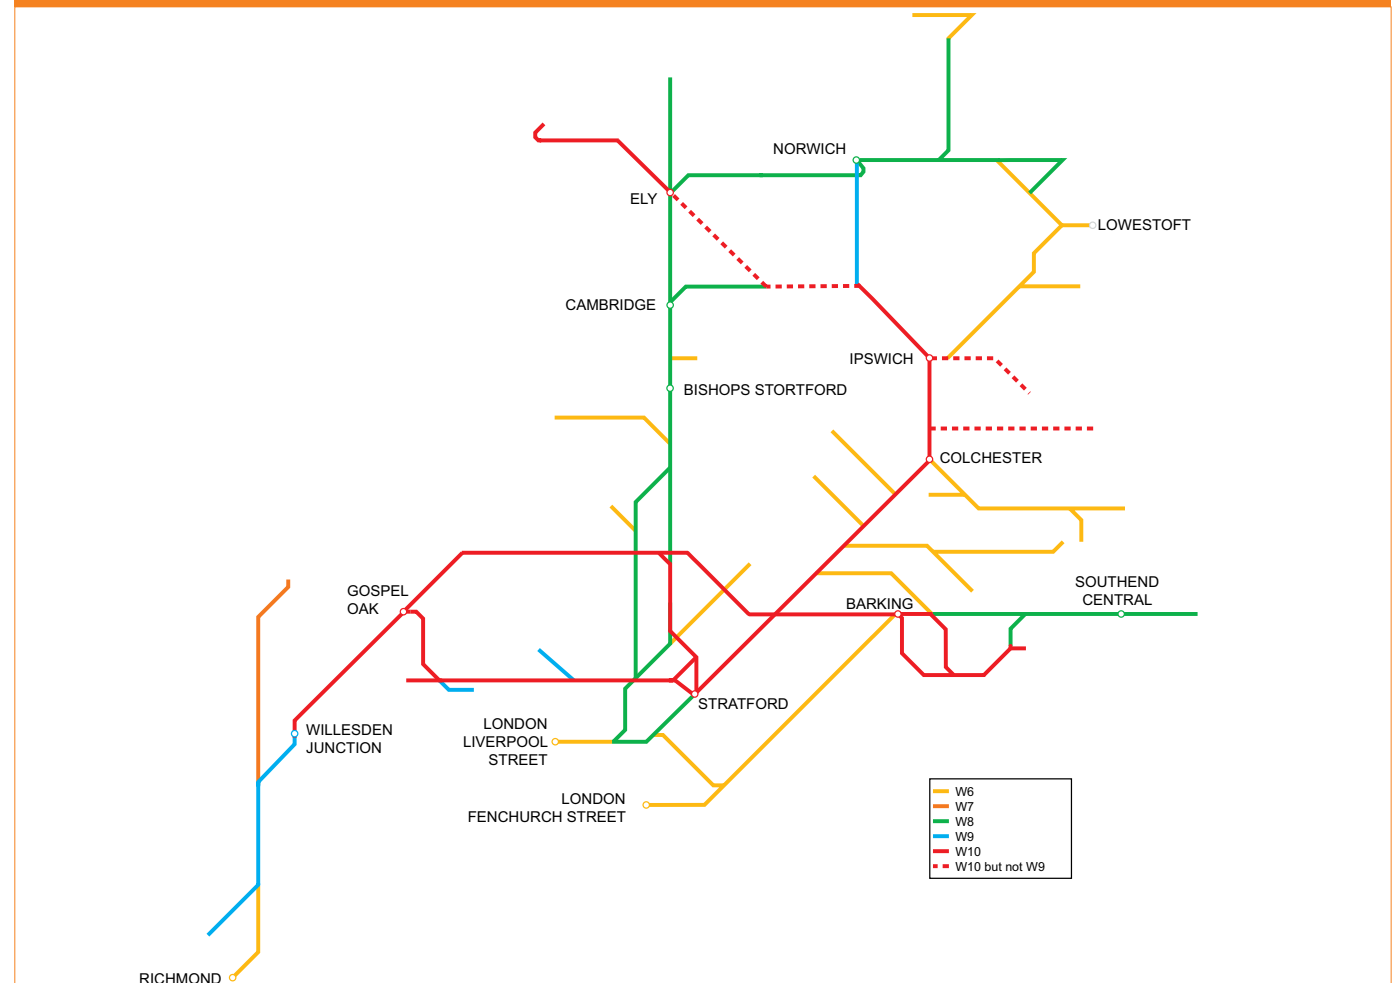 NORWICH
ELY
LOWESTOFT
CAMBRIDGE
IPSWICH
BISHOPS STORTFORD
COLCHESTER
GOSPEL
OAK
SOUTHEND
CENTRAL
BARKING
STRATFORD
WILLESDEN
JUNCTION
LONDON
LIVERPOOL
STREET
LONDON
FENCHURCH STREET
W6
W7
W8
W9
W10
W10 but not W9
RICHMOND